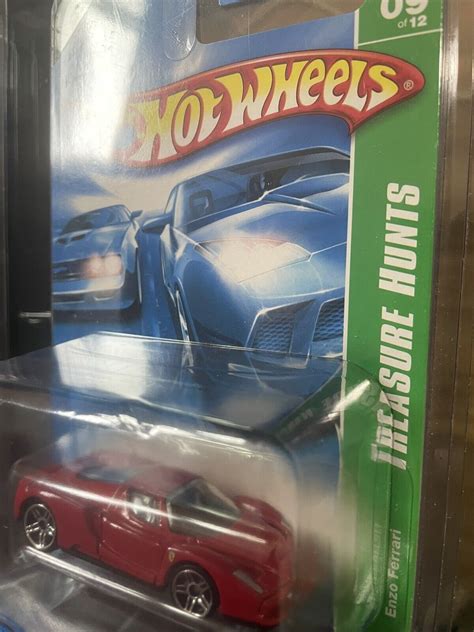 09
of 12
HOT WHEELS®
TREASURE HUNTS
Enzo Ferrari